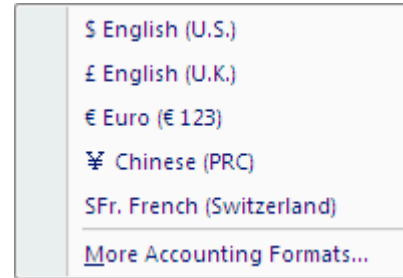 $ English (U.S.)
£ English (U.K.)
€ Euro (€ 123)
¥ Chinese (PRC)
SFr. French (Switzerland)
More Accounting Formats...